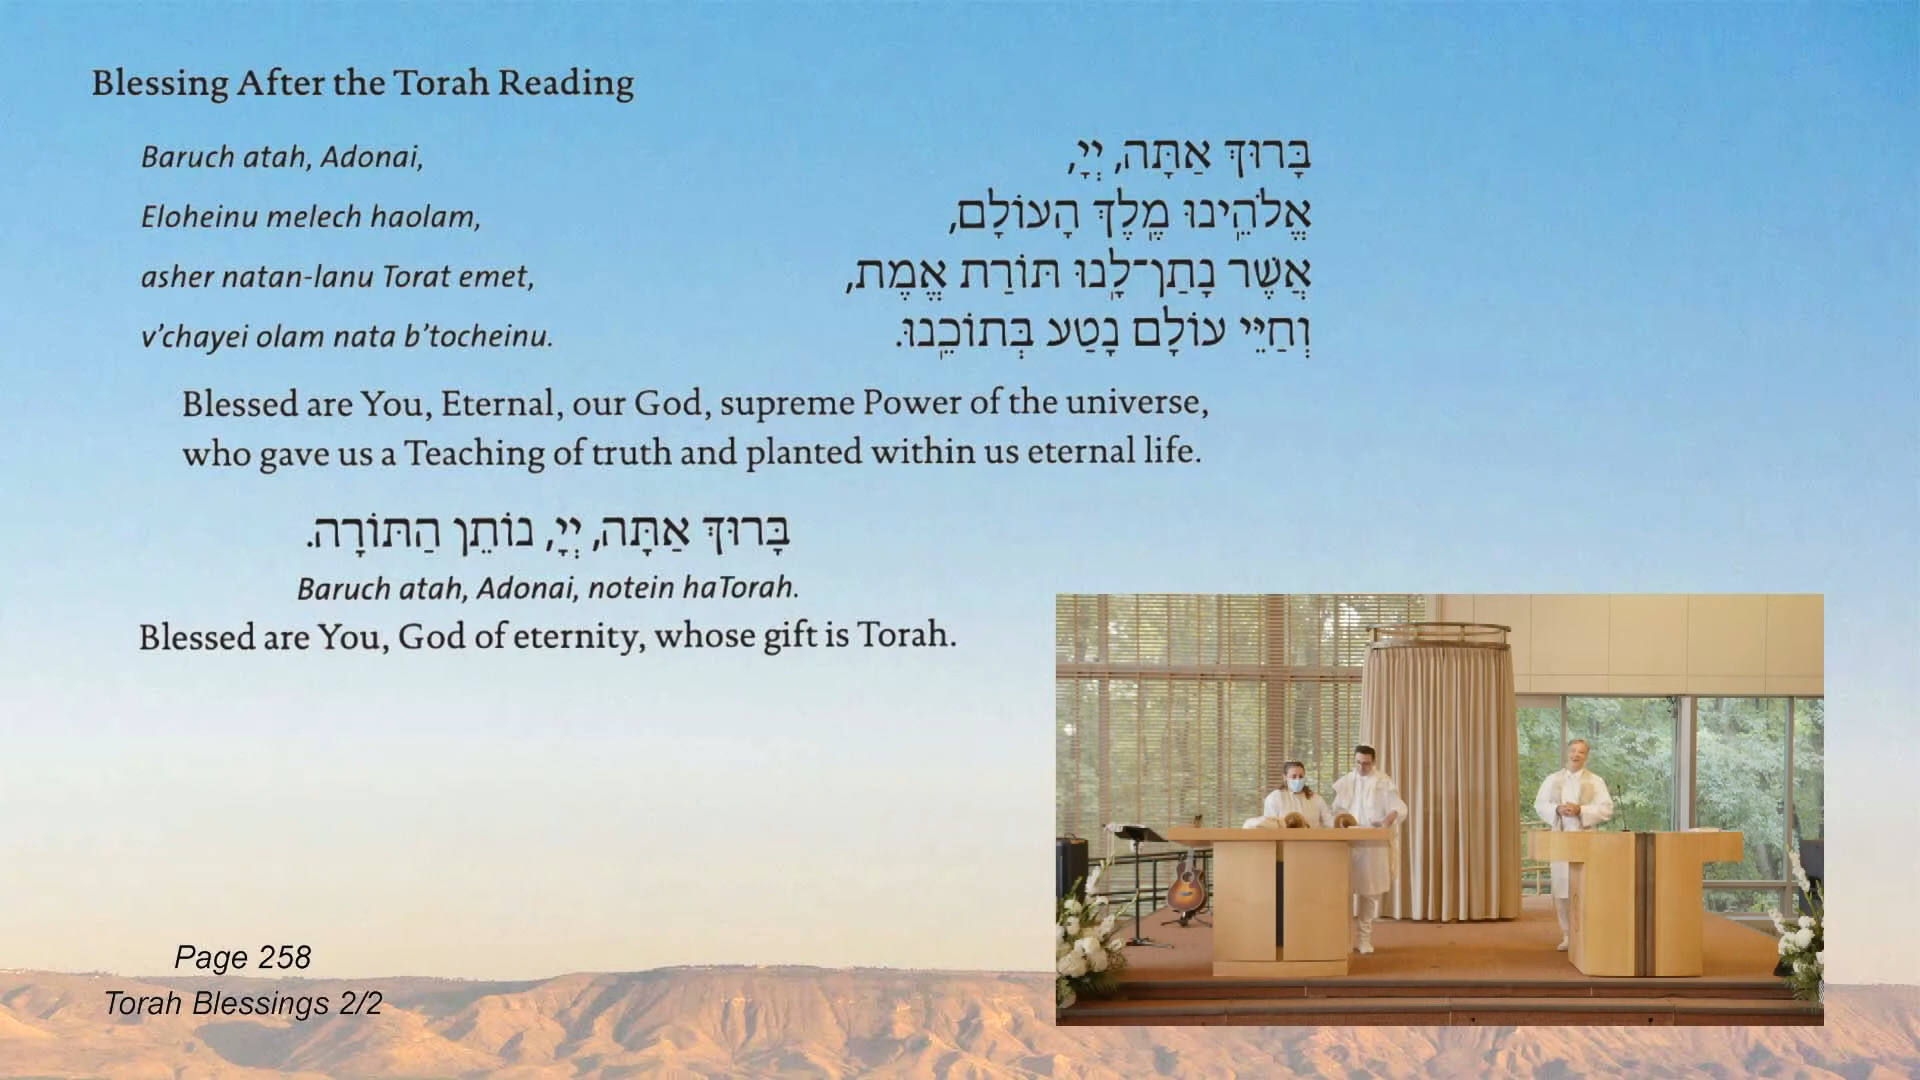 Blessing After the Torah Reading
Baruch atah, Adonai,
Eloheinu melech haolam,
asher natan-lanu Torat emet,
v’chayei olam nata b’tocheinu.
בָּרוּךְ אַתָּה, יְיָ,
אֱלֹהֵֽינוּ מֶֽלֶךְ הָעוֹלָם,
אֲשֶׁר נָתַן־לָֽנוּ תּוֹרַת אֱמֶת,
וְחַיֵּי עוֹלָם נָטַע בְּתוֹכֵֽנוּ.
Blessed are You, Eternal, our God, supreme Power of the universe,
who gave us a Teaching of truth and planted within us eternal life.
בָּרוּךְ אַתָּה, יְיָ, נוֹתֵן הַתּוֹרָה.
Baruch atah, Adonai, notein haTorah.
Blessed are You, God of eternity, whose gift is Torah.
Page 258
Torah Blessings 2/2